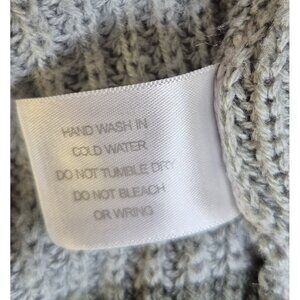 HAND WASH IN
COLD WATER
DO NOT TUMBLE DRY
DO NOT BLEACH
OR WRING